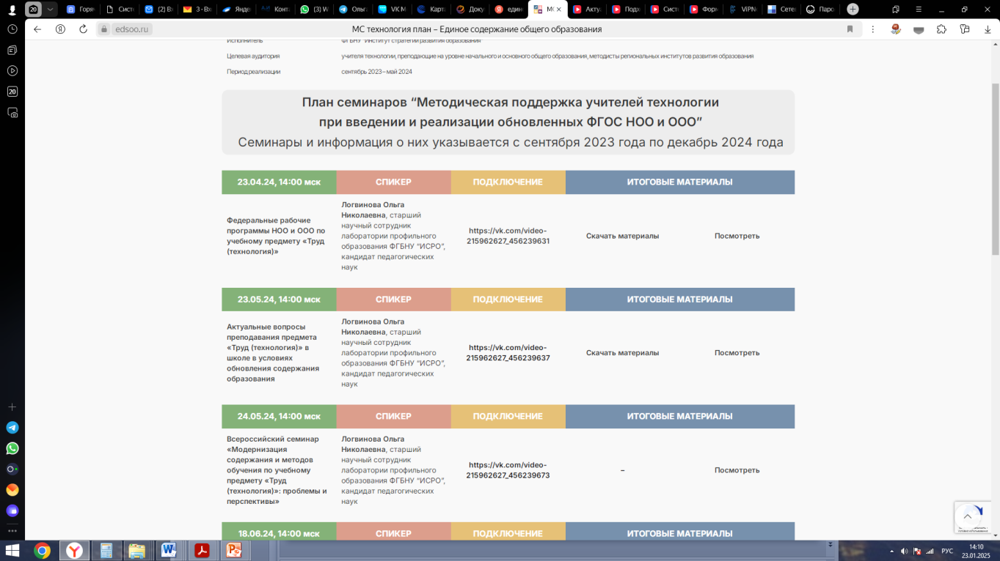 20
Горя
Систе
(2) Вх
3 · Вх
Яндек
Конта
(3) W
Ольга
VK М
Карта
Доку
едине
МС
Актуа
Подх
Систе
Форм
ViPNe
Сетев
Паро
edsoo.ru
МС технология план – Единое содержание общего образования
20
Исполнитель
ФГБНУ "Институт стратегии развития образования"
Целевая аудитория
учителя технологии, преподающие на уровне начального и основного общего образования, методисты региональных институтов развития образования
Период реализации
сентябрь 2023 – май 2024
План семинаров “Методическая поддержка учителей технологии
при введении и реализации обновленных ФГОС НОО и ООО”
Семинары и информация о них указывается с сентября 2023 года по декабрь 2024 года
23.04.24, 14:00 мск
СПИКЕР
ПОДКЛЮЧЕНИЕ
ИТОГОВЫЕ МАТЕРИАЛЫ
Федеральные рабочие
программы НОО и ООО по
учебному предмету «Труд
(технология)»
Логвинова Ольга
Николаевна, старший
научный сотрудник
лаборатории профильного
образования ФГБНУ “ИСРО”,
кандидат педагогических
наук
https://vk.com/video-
215962627_456239631
Скачать материалы
Посмотреть
23.05.24, 14:00 мск
СПИКЕР
ПОДКЛЮЧЕНИЕ
ИТОГОВЫЕ МАТЕРИАЛЫ
Актуальные вопросы
преподавания предмета
«Труд (технология)» в
школе в условиях
обновления содержания
образования
Логвинова Ольга
Николаевна, старший
научный сотрудник
лаборатории профильного
образования ФГБНУ “ИСРО”,
кандидат педагогических
наук
https://vk.com/video-
215962627_456239637
Скачать материалы
Посмотреть
24.05.24, 14:00 мск
СПИКЕР
ПОДКЛЮЧЕНИЕ
ИТОГОВЫЕ МАТЕРИАЛЫ
Всероссийский семинар
«Модернизация
содержания и методов
обучения по учебному
предмету «Труд
(технология)»: проблемы и
перспективы»
Логвинова Ольга
Николаевна, старший
научный сотрудник
лаборатории профильного
образования ФГБНУ “ИСРО”,
кандидат педагогических
наук
https://vk.com/video-
215962627_456239673
–
Посмотреть
18.06.24, 14:00 мск
СПИКЕР
ПОДКЛЮЧЕНИЕ
ИТОГОВЫЕ МАТЕРИАЛЫ
РУС
14:10
23.01.2025